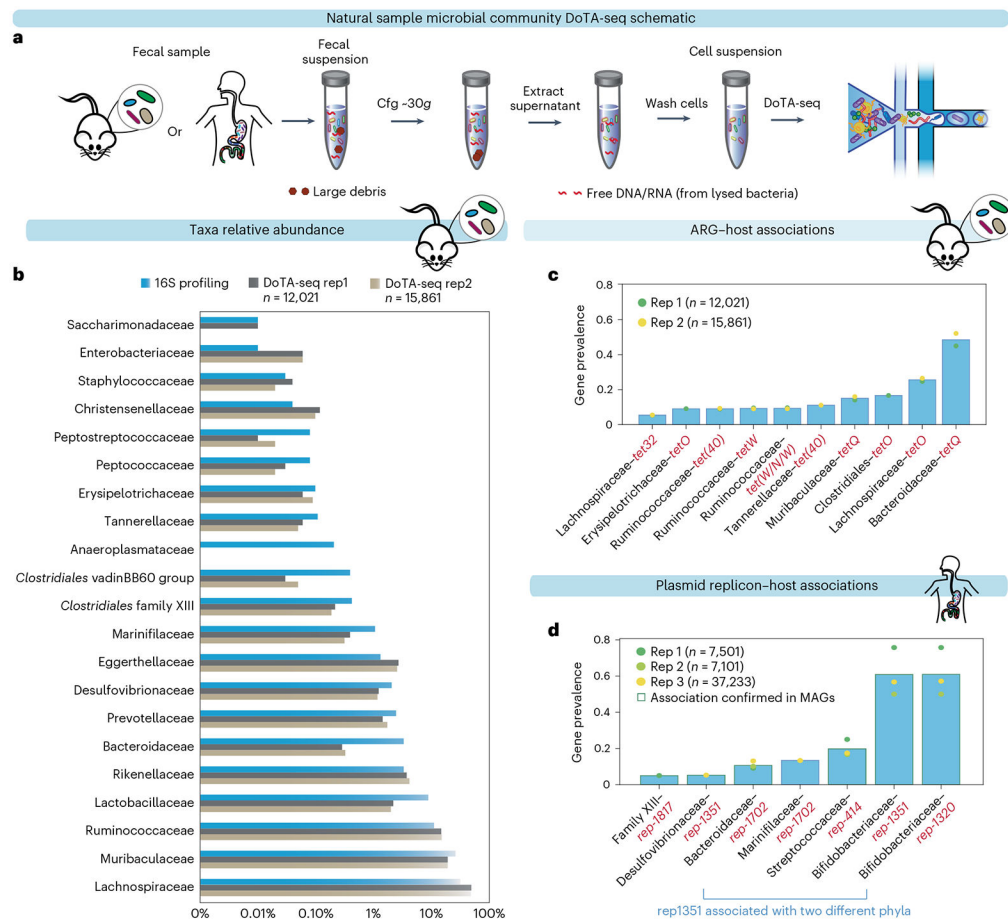 Natural sample microbial community DoTA-seq schematic
a
Fecal sample
Or
Fecal
suspension
Cfg ~30g
Extract
supernatant
Wash cells
Cell suspension
DoTA-seq
Large debris
Free DNA/RNA (from lysed bacteria)
Taxa relative abundance
ARG–host associations
b
16S profiling
DoTA-seq rep1
n = 12,021
DoTA-seq rep2
n = 15,861
Saccharimonadaceae
Enterobacteriaceae
Staphylococcaceae
Christensenellaceae
Peptostreptococcaceae
Peptococcaceae
Erysipelotrichaceae
Tannerellaceae
Anaeroplasmataceae
Clostridiales vadinBB60 group
Clostridiales family XIII
Marinifilaceae
Eggerthellaceae
Desulfovibrionaceae
Prevotellaceae
Bacteroidaceae
Rikenellaceae
Lactobacillaceae
Ruminococcaceae
Muribaculaceae
Lachnospiraceae
0%
0.01%
0.10%
1%
10%
100%
c
Gene prevalence
0.8
0.6
0.4
0.2
0
Rep 1 (n = 12,021)
Rep 2 (n = 15,861)
Lachnospiraceae–tet32
Erysipelotrichaceae–tetO
Ruminococcaceae–tet(40)
Ruminococcaceae–tetW
Ruminococcaceae–
tet(W/N/W)
Tannerellaceae–tet(40)
Muribaculaceae–tetQ
Clostridiales–tetO
Lachnospiraceae–tetO
Bacteroidaceae–tetQ
Plasmid replicon–host associations
d
Gene prevalence
0.8
0.6
0.4
0.2
0
Rep 1 (n = 7,501)
Rep 2 (n = 7,101)
Rep 3 (n = 37,233)
Association confirmed in MAGs
Family XIII–
rep-1817
Desulfovibrionaceae–
rep-1351
Bacteroidaceae–
rep-1702
Marinifilaceae–
rep-1702
Streptococcaceae–
rep-414
Bifidobacteriaceae–
rep-1351
Bifidobacteriaceae–
rep-1320
rep1351 associated with two different phyla